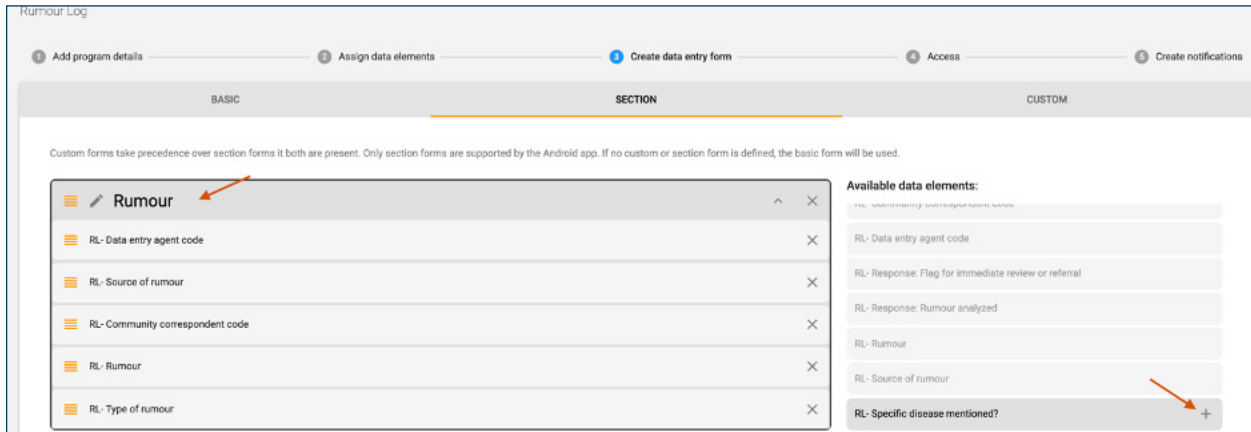 Rumour Log
1 Add program details
2 Assign data elements
3 Create data entry form
4 Access
5 Create notifications
BASIC
SECTION
CUSTOM
Custom forms take precedence over section forms it both are present. Only section forms are supported by the Android app. If no custom or section form is defined, the basic form will be used.
Rumour
RL- Data entry agent code
RL- Source of rumour
RL- Community correspondent code
RL- Rumour
RL- Type of rumour
Available data elements:
RL- Community correspondent code
RL- Data entry agent code
RL- Response: Flag for immediate review or referral
RL- Response: Rumour analyzed
RL- Rumour
RL- Source of rumour
RL- Specific disease mentioned?